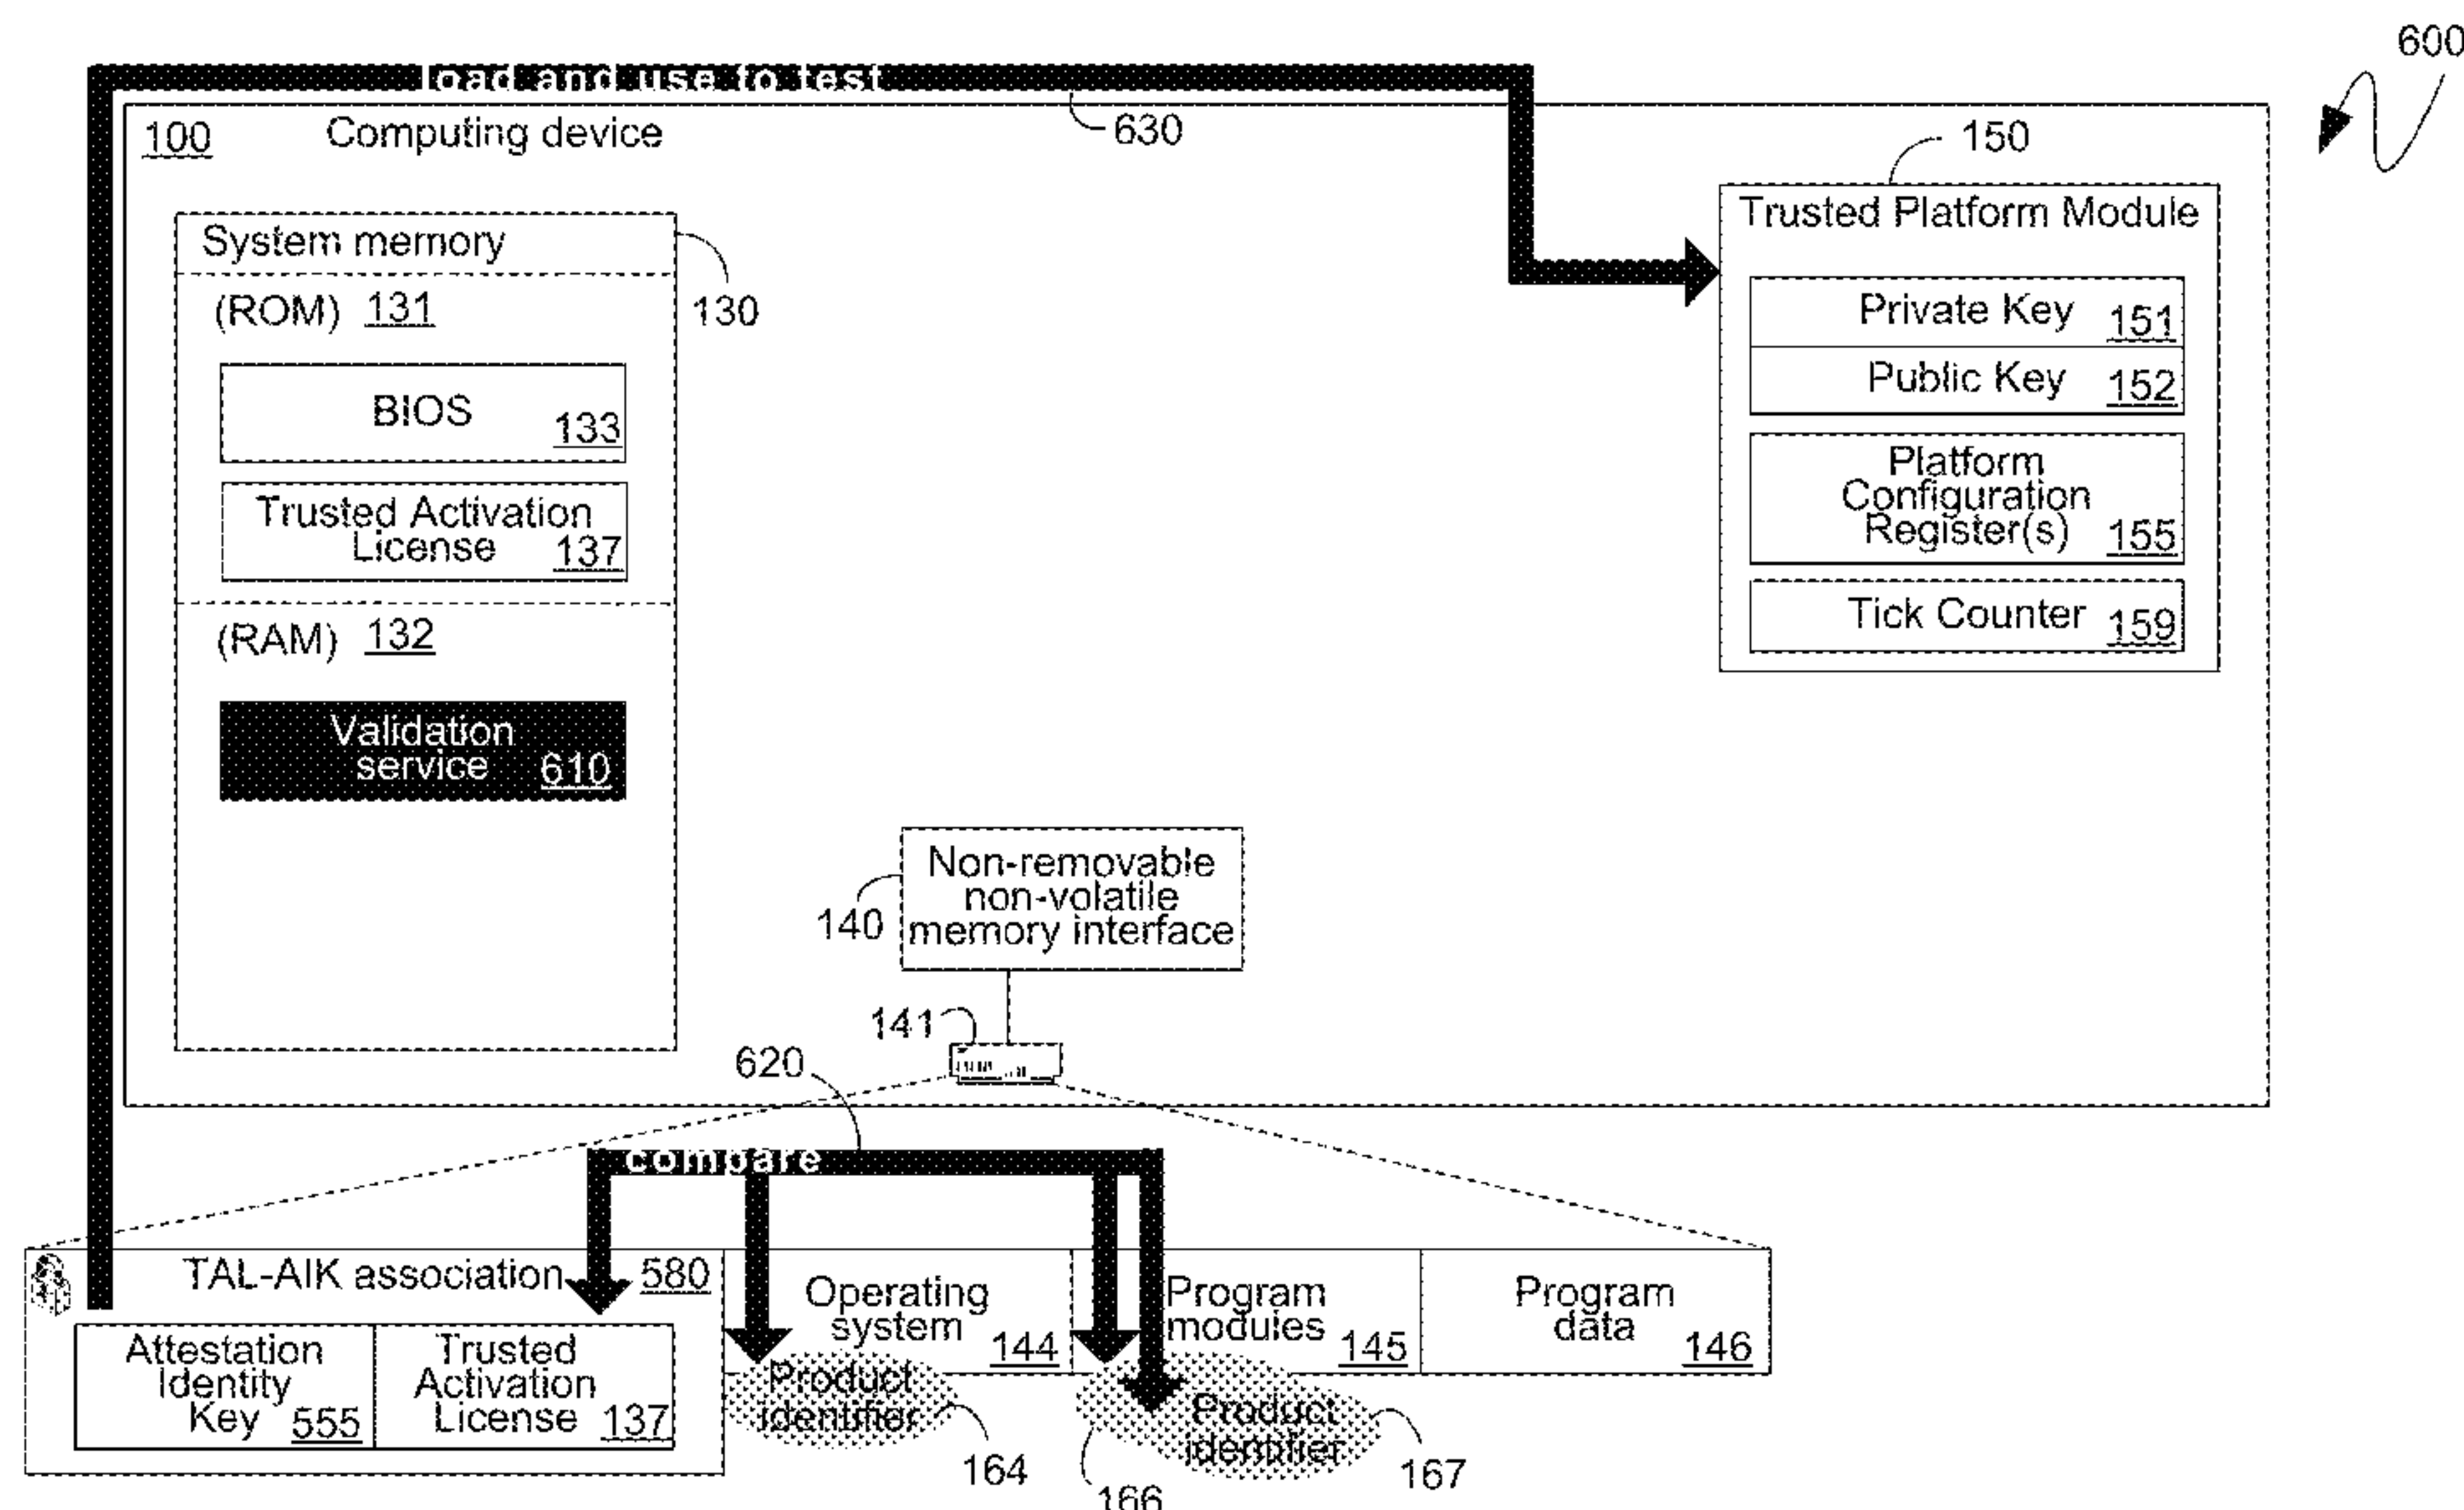 600
load and use to test
630
100 Computing device
150
Trusted Platform Module
System memory
130
(ROM) 131
Private Key 151
Public Key 152
BIOS 133
Platform
Configuration
Register(s) 155
Trusted Activation
License 137
Tick Counter 159
(RAM) 132
Validation
service 610
Non-removable
non-volatile
memory interface
140
141
620
compare
TAL-AIK association 580
Operating
system 144
Program
modules 145
Program
data 146
Attestation
Identity
Key 555
Trusted
Activation
License 137
Product
identifier
164
Product
identifier
166
167